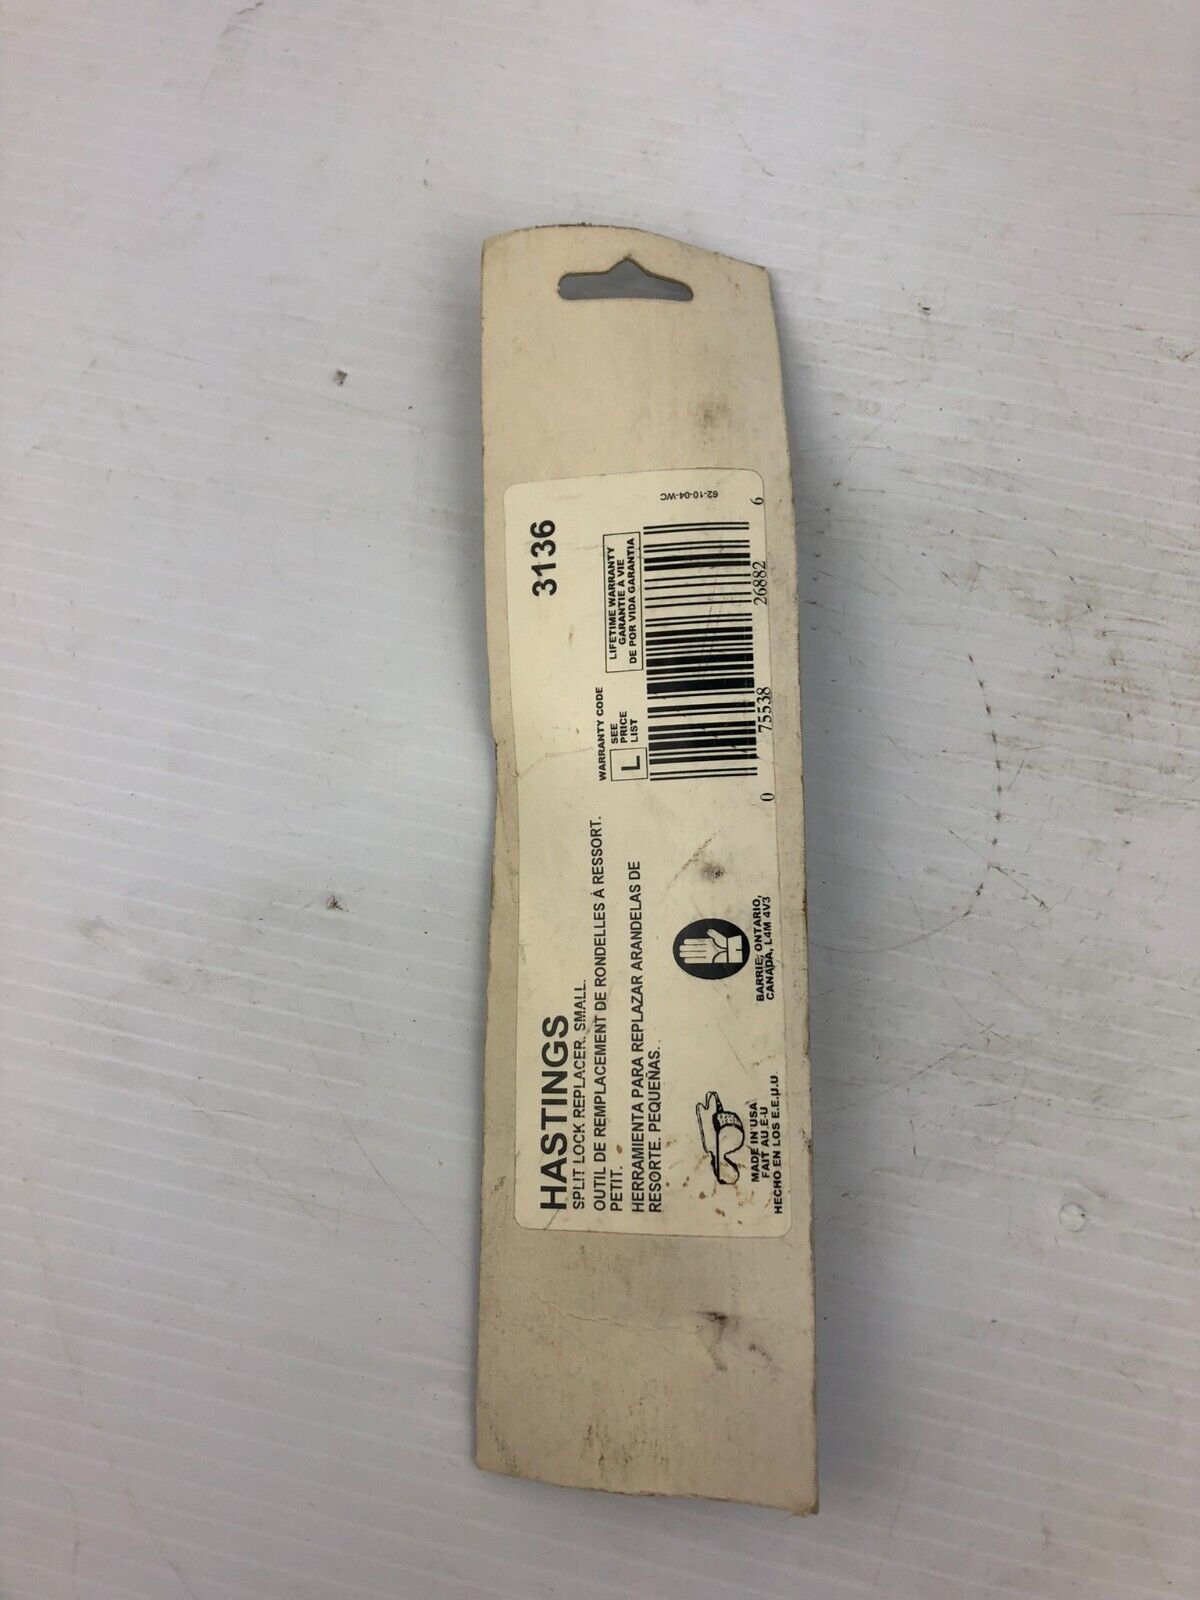 HASTINGS
3136
SPLIT LOCK REPLACER. SMALL.
OUTIL DE REMPLACEMENT DE RONDELLES À RESSORT.
PETIT.
HERRAMIENTA PARA REPLAZAR ARANDELAS DE
RESORTE. PEQUEÑAS.
WARRANTY CODE
L
SEE
PRICE
LIST
LIFETIME WARRANTY
GARANTIE À VIE
DE POR VIDA GARANTIA
MADE IN USA
FAIT AU E-U
HECHO EN LOS E.E.U.U.
BARRIE, ONTARIO,
CANADA, L4M 4V3
0 75538 26882 6
62-10-04-WC